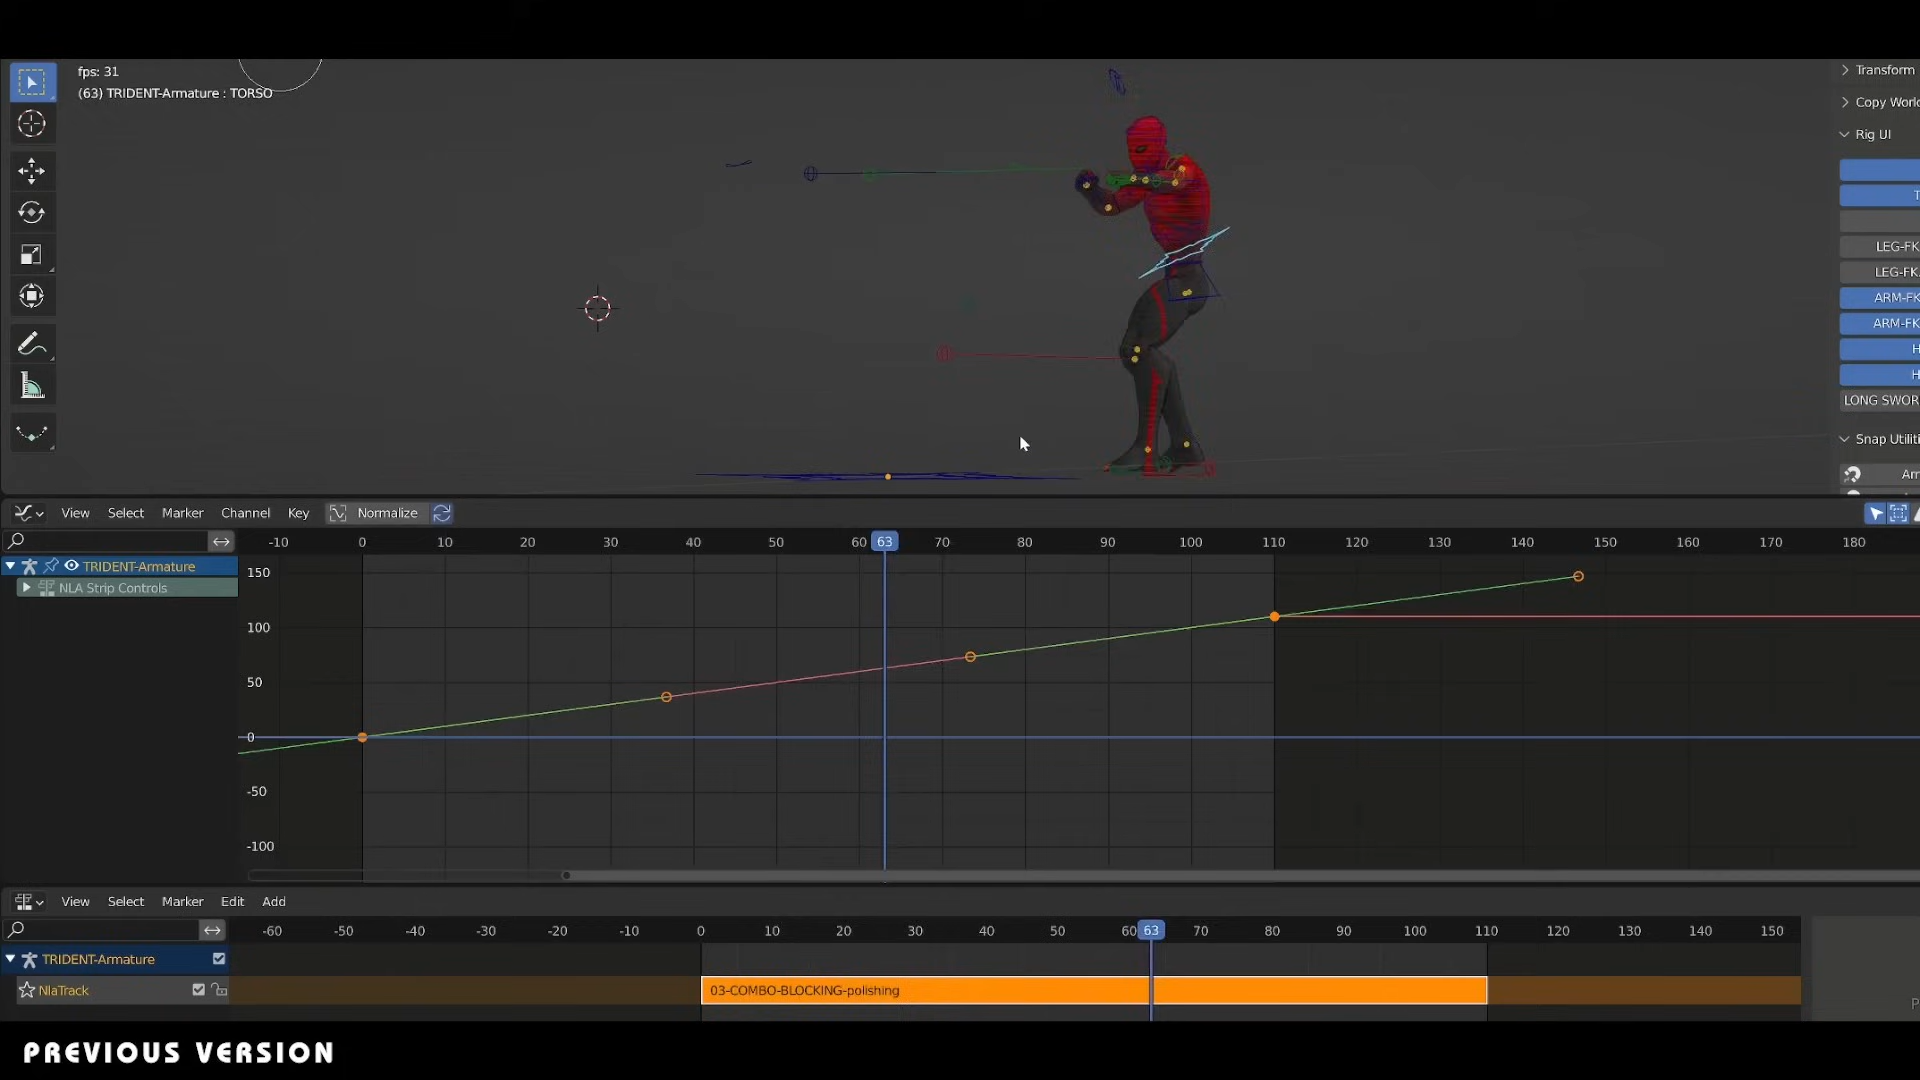 fps: 31
(63) TRIDENT-Armature : TORSO
Transform
Copy World
Rig UI
T
LEG-FK
LEG-FK.
ARM-FK
ARM-FK
H
H
LONG SWOR
Snap Utiliti
Ar
View Select Marker Channel Key Normalize
-10 0 10 20 30 40 50 60 63 70 80 90 100 110 120 130 140 150 160 170 180
TRIDENT-Armature
NLA Strip Controls
150
100
50
0
-50
-100
View Select Marker Edit Add
-60 -50 -40 -30 -20 -10 0 10 20 30 40 50 60 63 70 80 90 100 110 120 130 140 150
TRIDENT-Armature
NlaTrack
03-COMBO-BLOCKING-polishing
P
PREVIOUS VERSION